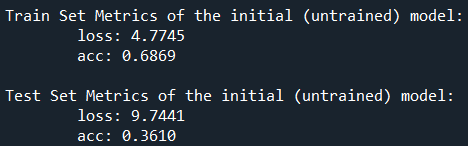 Train Set Metrics of the initial (untrained) model:
loss: 4.7745
acc: 0.6869
Test Set Metrics of the initial (untrained) model:
loss: 9.7441
acc: 0.3610